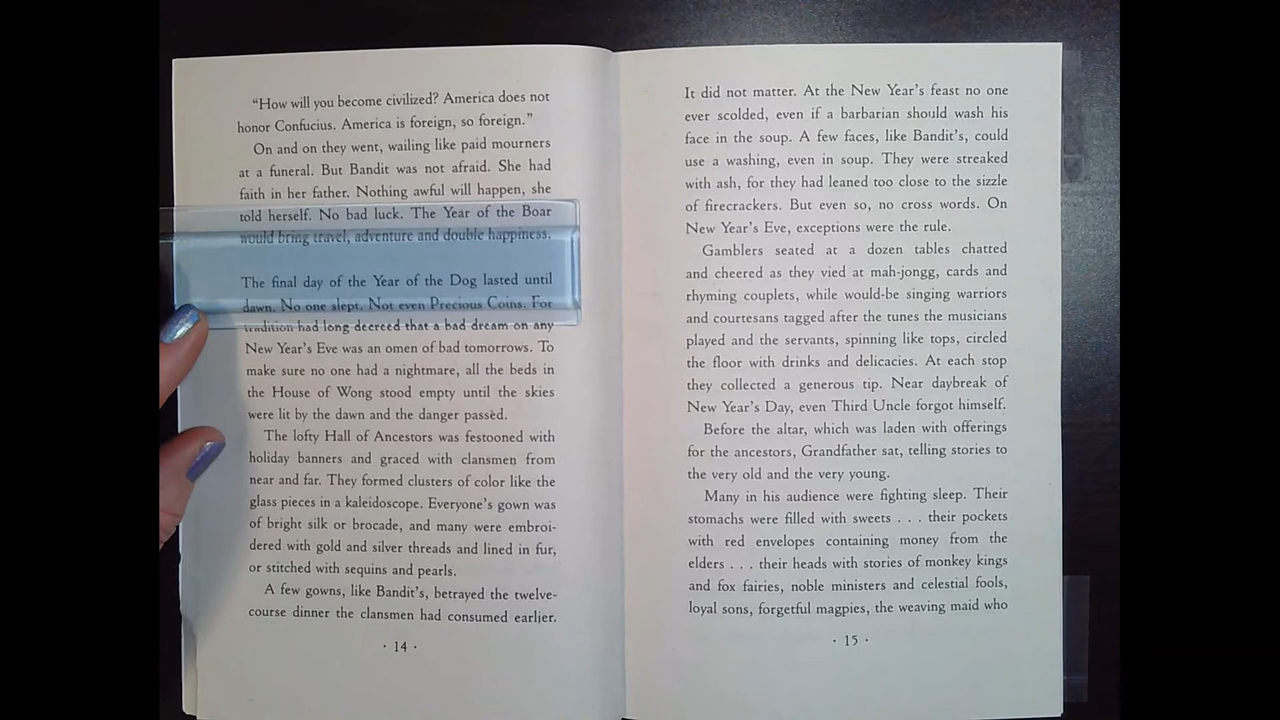 "How will you become civilized? America does not
honor Confucius. America is foreign, so foreign."
On and on they went, wailing like paid mourners
at a funeral. But Bandit was not afraid. She had
faith in her father. Nothing awful will happen, she
told herself. No bad luck. The Year of the Boar
would bring travel, adventure and double happiness.
The final day of the Year of the Dog lasted until
dawn. No one slept. Not even Precious Coins. For
tradition had long decreed that a bad dream on any
New Year's Eve was an omen of bad tomorrows. To
make sure no one had a nightmare, all the beds in
the House of Wong stood empty until the skies
were lit by the dawn and the danger passed.
The lofty Hall of Ancestors was festooned with
holiday banners and graced with clansmen from
near and far. They formed clusters of color like the
glass pieces in a kaleidoscope. Everyone's gown was
of bright silk or brocade, and many were embroi-
dered with gold and silver threads and lined in fur,
or stitched with sequins and pearls.
A few gowns, like Bandit's, betrayed the twelve-
course dinner the clansmen had consumed earlier.
· 14 ·
It did not matter. At the New Year's feast no one
ever scolded, even if a barbarian should wash his
face in the soup. A few faces, like Bandit's, could
use a washing, even in soup. They were streaked
with ash, for they had leaned too close to the sizzle
of firecrackers. But even so, no cross words. On
New Year's Eve, exceptions were the rule.
Gamblers seated at a dozen tables chatted
and cheered as they vied at mah-jongg, cards and
rhyming couplets, while would-be singing warriors
and courtesans tagged after the tunes the musicians
played and the servants, spinning like tops, circled
the floor with drinks and delicacies. At each stop
they collected a generous tip. Near daybreak of
New Year's Day, even Third Uncle forgot himself.
Before the altar, which was laden with offerings
for the ancestors, Grandfather sat, telling stories to
the very old and the very young.
Many in his audience were fighting sleep. Their
stomachs were filled with sweets . . . their pockets
with red envelopes containing money from the
elders . . . their heads with stories of monkey kings
and fox fairies, noble ministers and celestial fools,
loyal sons, forgetful magpies, the weaving maid who
· 15 ·